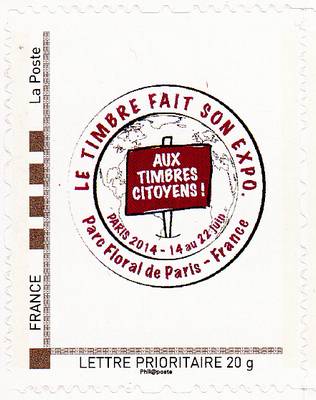 La Poste
FRANCE
LE TIMBRE FAIT SON EXPO.
AUX
TIMBRES
CITOYENS !
PARIS 2014 - 14 au 22 juin
Parc Floral de Paris - France
LETTRE PRIORITAIRE 20 g
Phil@poste